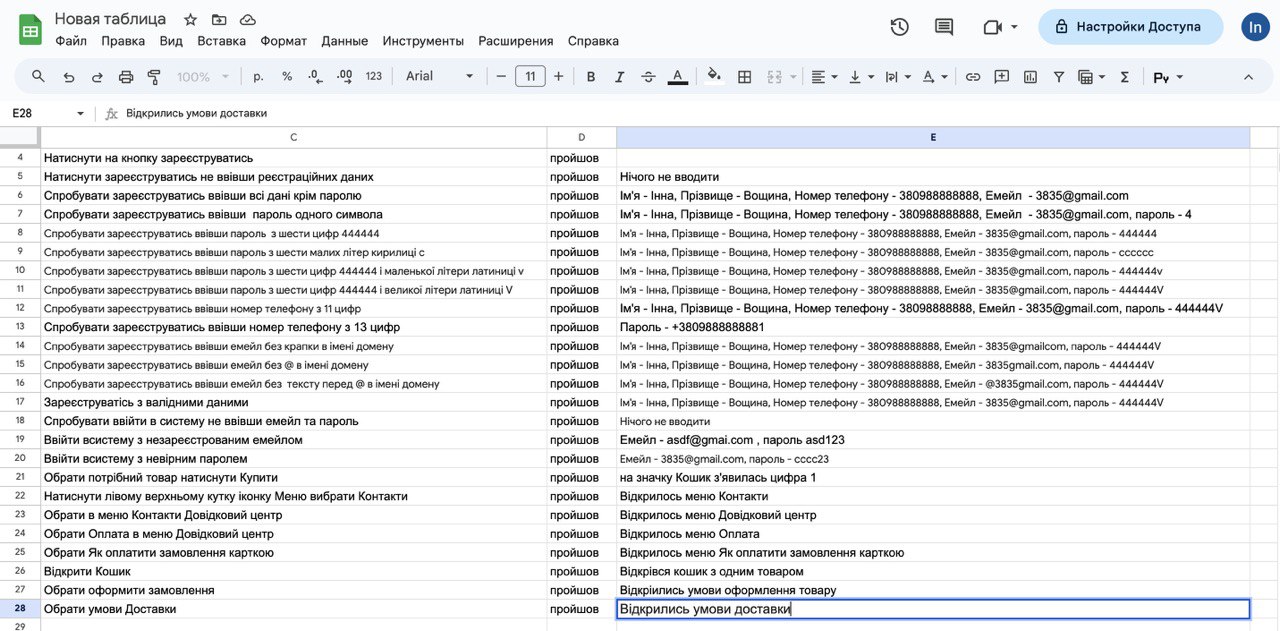 Новая таблица
Файл Правка Вид Вставка Формат Данные Инструменты Расширения Справка
Настройки Доступа
In
100% р. % .0 .00 123 Arial 11 B I A Σ Ру
E28 fx Відкрились умови доставки
C D E
4 Натиснути на кнопку зареєструватись пройшов
5 Натиснути зареєструватись не ввівши реєстраційних даних пройшов Нічого не вводити
6 Спробувати зареєструватись ввівши всі дані крім паролю пройшов Ім'я - Інна, Прізвище - Вощина, Номер телефону - 380988888888, Емейл - 3835@gmail.com
7 Спробувати зареєструватись ввівши пароль одного символа пройшов Ім'я - Інна, Прізвище - Вощина, Номер телефону - 380988888888, Емейл - 3835@gmail.com, пароль - 4
8 Спробувати зареєструватись ввівши пароль з шести цифр 444444 пройшов Ім'я - Інна, Прізвище - Вощина, Номер телефону - 380988888888, Емейл - 3835@gmail.com, пароль - 444444
9 Спробувати зареєструватись ввівши пароль з шести малих літер кирилиці с пройшов Ім'я - Інна, Прізвище - Вощина, Номер телефону - 380988888888, Емейл - 3835@gmail.com, пароль - сссссс
10 Спробувати зареєструватись ввівши пароль з шести цифр 444444 і маленької літери латиниці v пройшов Ім'я - Інна, Прізвище - Вощина, Номер телефону - 380988888888, Емейл - 3835@gmail.com, пароль - 444444v
11 Спробувати зареєструватись ввівши пароль з шести цифр 444444 і великої літери латиниці V пройшов Ім'я - Інна, Прізвище - Вощина, Номер телефону - 380988888888, Емейл - 3835@gmail.com, пароль - 444444V
12 Спробувати зареєструватись ввівши номер телефону з 11 цифр пройшов Ім'я - Інна, Прізвище - Вощина, Номер телефону - 38098888888, Емейл - 3835@gmail.com, пароль - 444444V
13 Спробувати зареєструватись ввівши номер телефону з 13 цифр пройшов Пароль - +3809888888881
14 Спробувати зареєструватись ввівши емейл без крапки в імені домену пройшов Ім'я - Інна, Прізвище - Вощина, Номер телефону - 380988888888, Емейл - 3835@gmailcom, пароль - 444444V
15 Спробувати зареєструватись ввівши емейл без @ в імені домену пройшов Ім'я - Інна, Прізвище - Вощина, Номер телефону - 380988888888, Емейл - 3835gmail.com, пароль - 444444V
16 Спробувати зареєструватись ввівши емейл без тексту перед @ в імені домену пройшов Ім'я - Інна, Прізвище - Вощина, Номер телефону - 380988888888, Емейл - @3835gmail.com, пароль - 444444V
17 Зареєструватіcь з валідними даними пройшов Ім'я - Інна, Прізвище - Вощина, Номер телефону - 380988888888, Емейл - 3835@gmail.com, пароль - 444444V
18 Спробувати ввійти в систему не ввівши емейл та пароль пройшов Нічого не вводити
19 Ввійти всистему з незареєстрованим емейлом пройшов Емейл - asdf@gmai.com , пароль asd123
20 Ввійти всистему з невірним паролем пройшов Емейл - 3835@gmail.com, пароль - сссс23
21 Обрати потрібний товар натиснути Купити пройшов на значку Кошик з'явилась цифра 1
22 Натиснути лівому верхньому кутку іконку Меню вибрати Контакти пройшов Відкрилось меню Контакти
23 Обрати в меню Контакти Довідковий центр пройшов Відкрилось меню Довідковий центр
24 Обрати Оплата в меню Довідковий центр пройшов Відкрилось меню Оплата
25 Обрати Як оплатити замовлення карткою пройшов Відкрилось меню Як оплатити замовлення карткою
26 Відкрити Кошик пройшов Відкрівся кошик з одним товаром
27 Обрати оформити замовлення пройшов Відкріились умови оформлення товару
28 Обрати умови Доставки пройшов Відкрились умови доставки
29